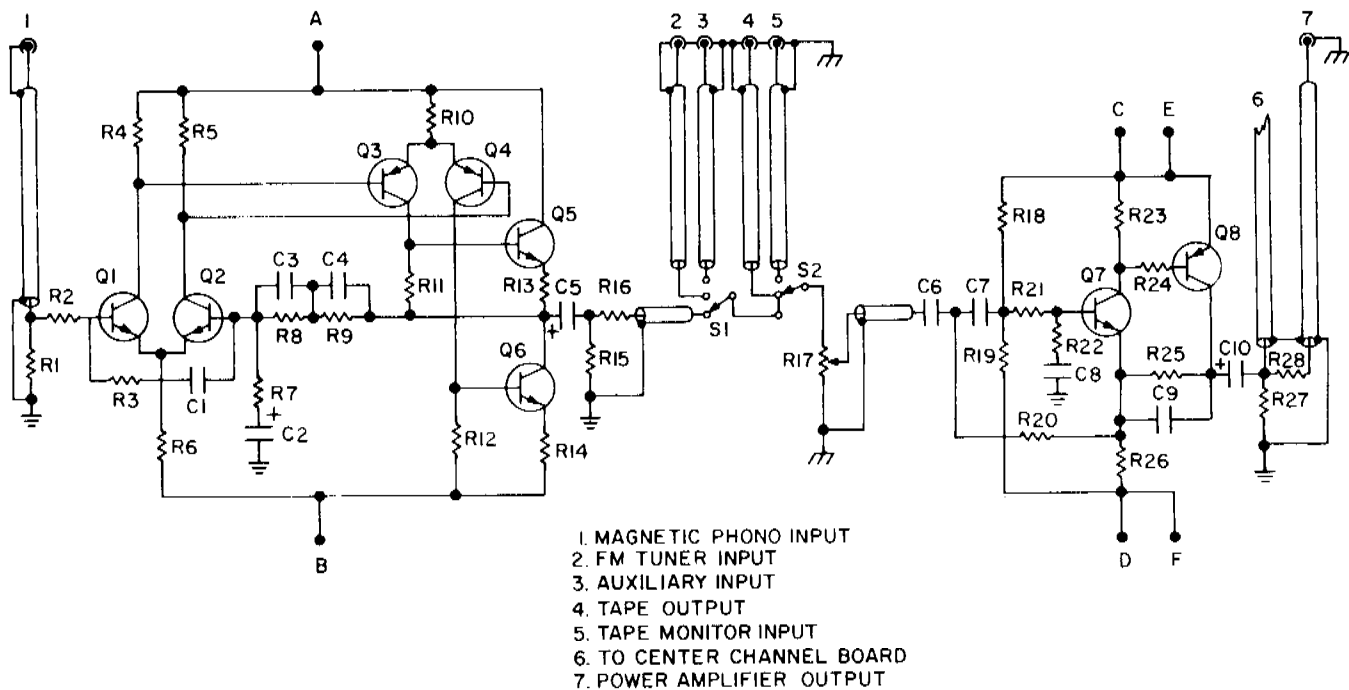 1
A
2 3 4 5
7
6
C E
R4 R5 R10
Q3 Q4
R18 R23
Q5 Q8
Q1 Q2 C3 C4
R11 R13 C5 R16
S2
S1
C6 C7 R21 Q7 R24
R2
R8 R9
+
Q6
R15
R17
R19 R22 R25 C10 R28
+
R1
R3 C1 R7
+
C2
C8 C9 R27
R6 R12 R14
R20
R26
B
D F
1. MAGNETIC PHONO INPUT
2. FM TUNER INPUT
3. AUXILIARY INPUT
4. TAPE OUTPUT
5. TAPE MONITOR INPUT
6. TO CENTER CHANNEL BOARD
7. POWER AMPLIFIER OUTPUT